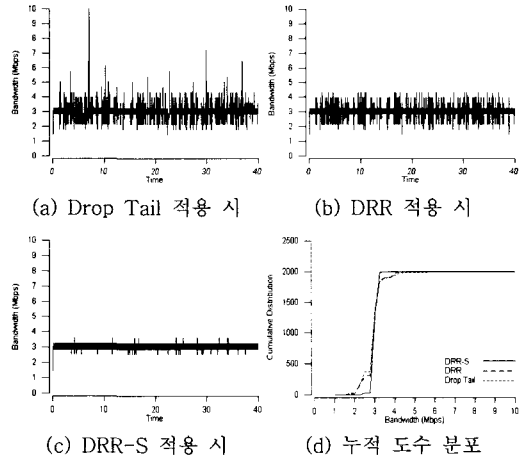 Bandwidth (Mbps)
10
9
8
7
6
5
4
3
2
1
0
0 10 20 30 40
Time
(a) Drop Tail 적용 시
Bandwidth (Mbps)
10
9
8
7
6
5
4
3
2
1
0
0 10 20 30 40
Time
(b) DRR 적용 시
Bandwidth (Mbps)
10
9
8
7
6
5
4
3
2
1
0
0 10 20 30 40
Time
(c) DRR-S 적용 시
Cumulative Distribution
2500
2000
1500
1000
500
0
DRR-S
DRR
Drop Tail
0 1 2 3 4 5 6 7 8 9 10
Bandwidth (Mbps)
(d) 누적 도수 분포